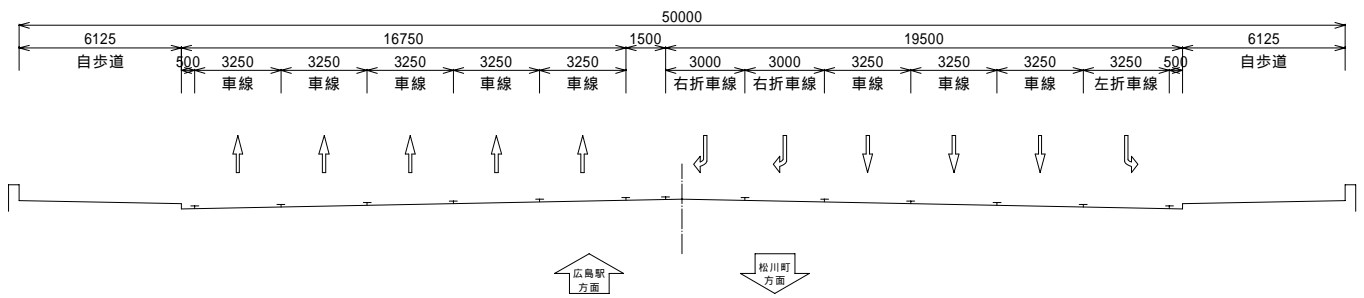 50000
6125 16750 1500 19500 6125
自歩道 500 3250 3250 3250 3250 3250 3000 3000 3250 3250 3250 3250 500 自歩道
車線 車線 車線 車線 車線 右折車線 右折車線 車線 車線 車線 左折車線
広島駅
方面
松川町
方面